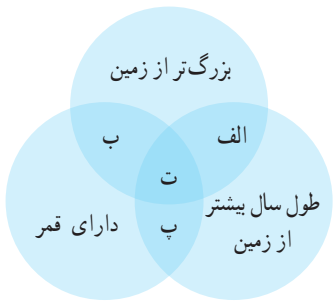 بزرگ‌تر از زمین
الف
ب
ت
طول سال بیشتر
از زمین
پ
دارای قمر